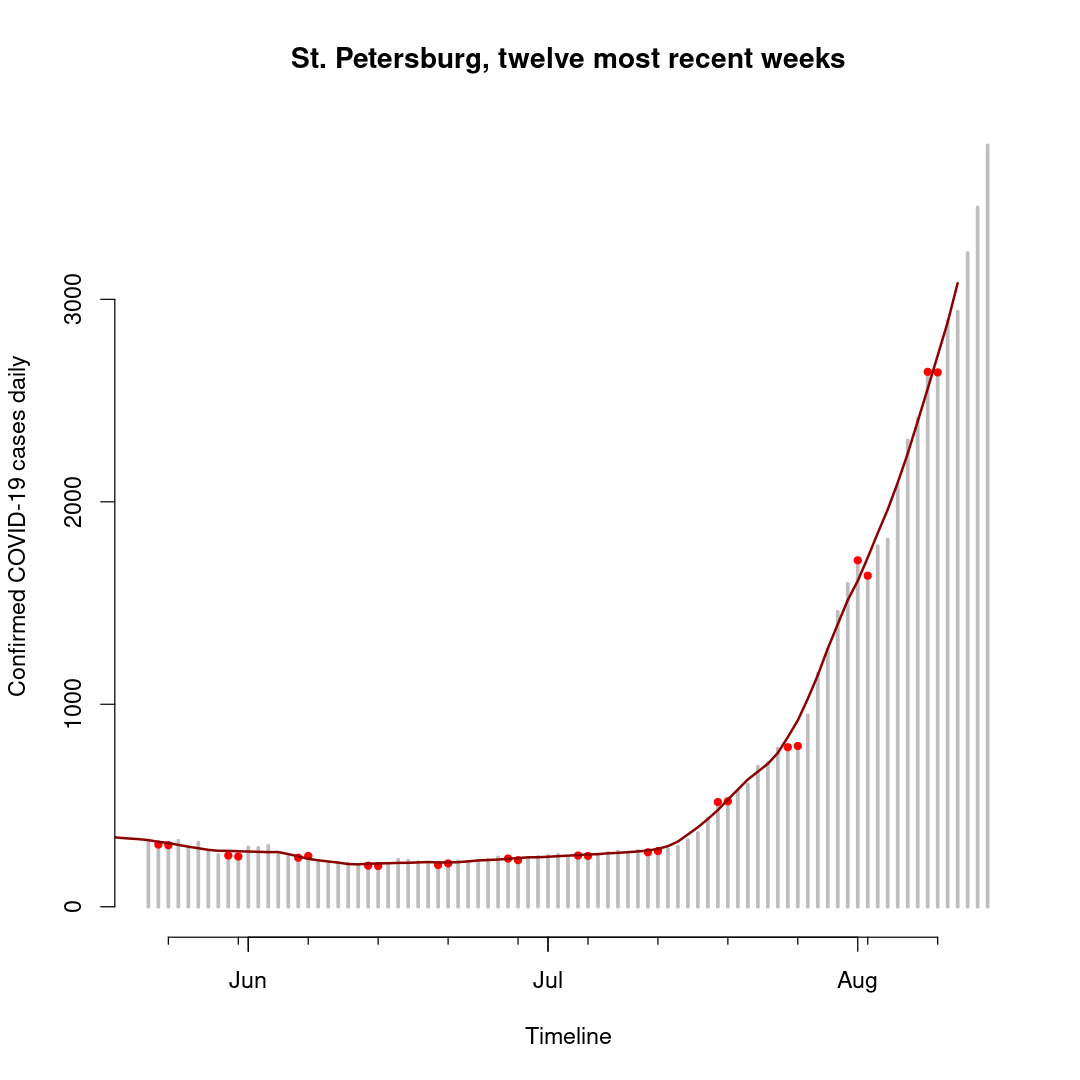 St. Petersburg, twelve most recent weeks
Confirmed COVID-19 cases daily
3000
2000
1000
0
Jun Jul Aug
Timeline